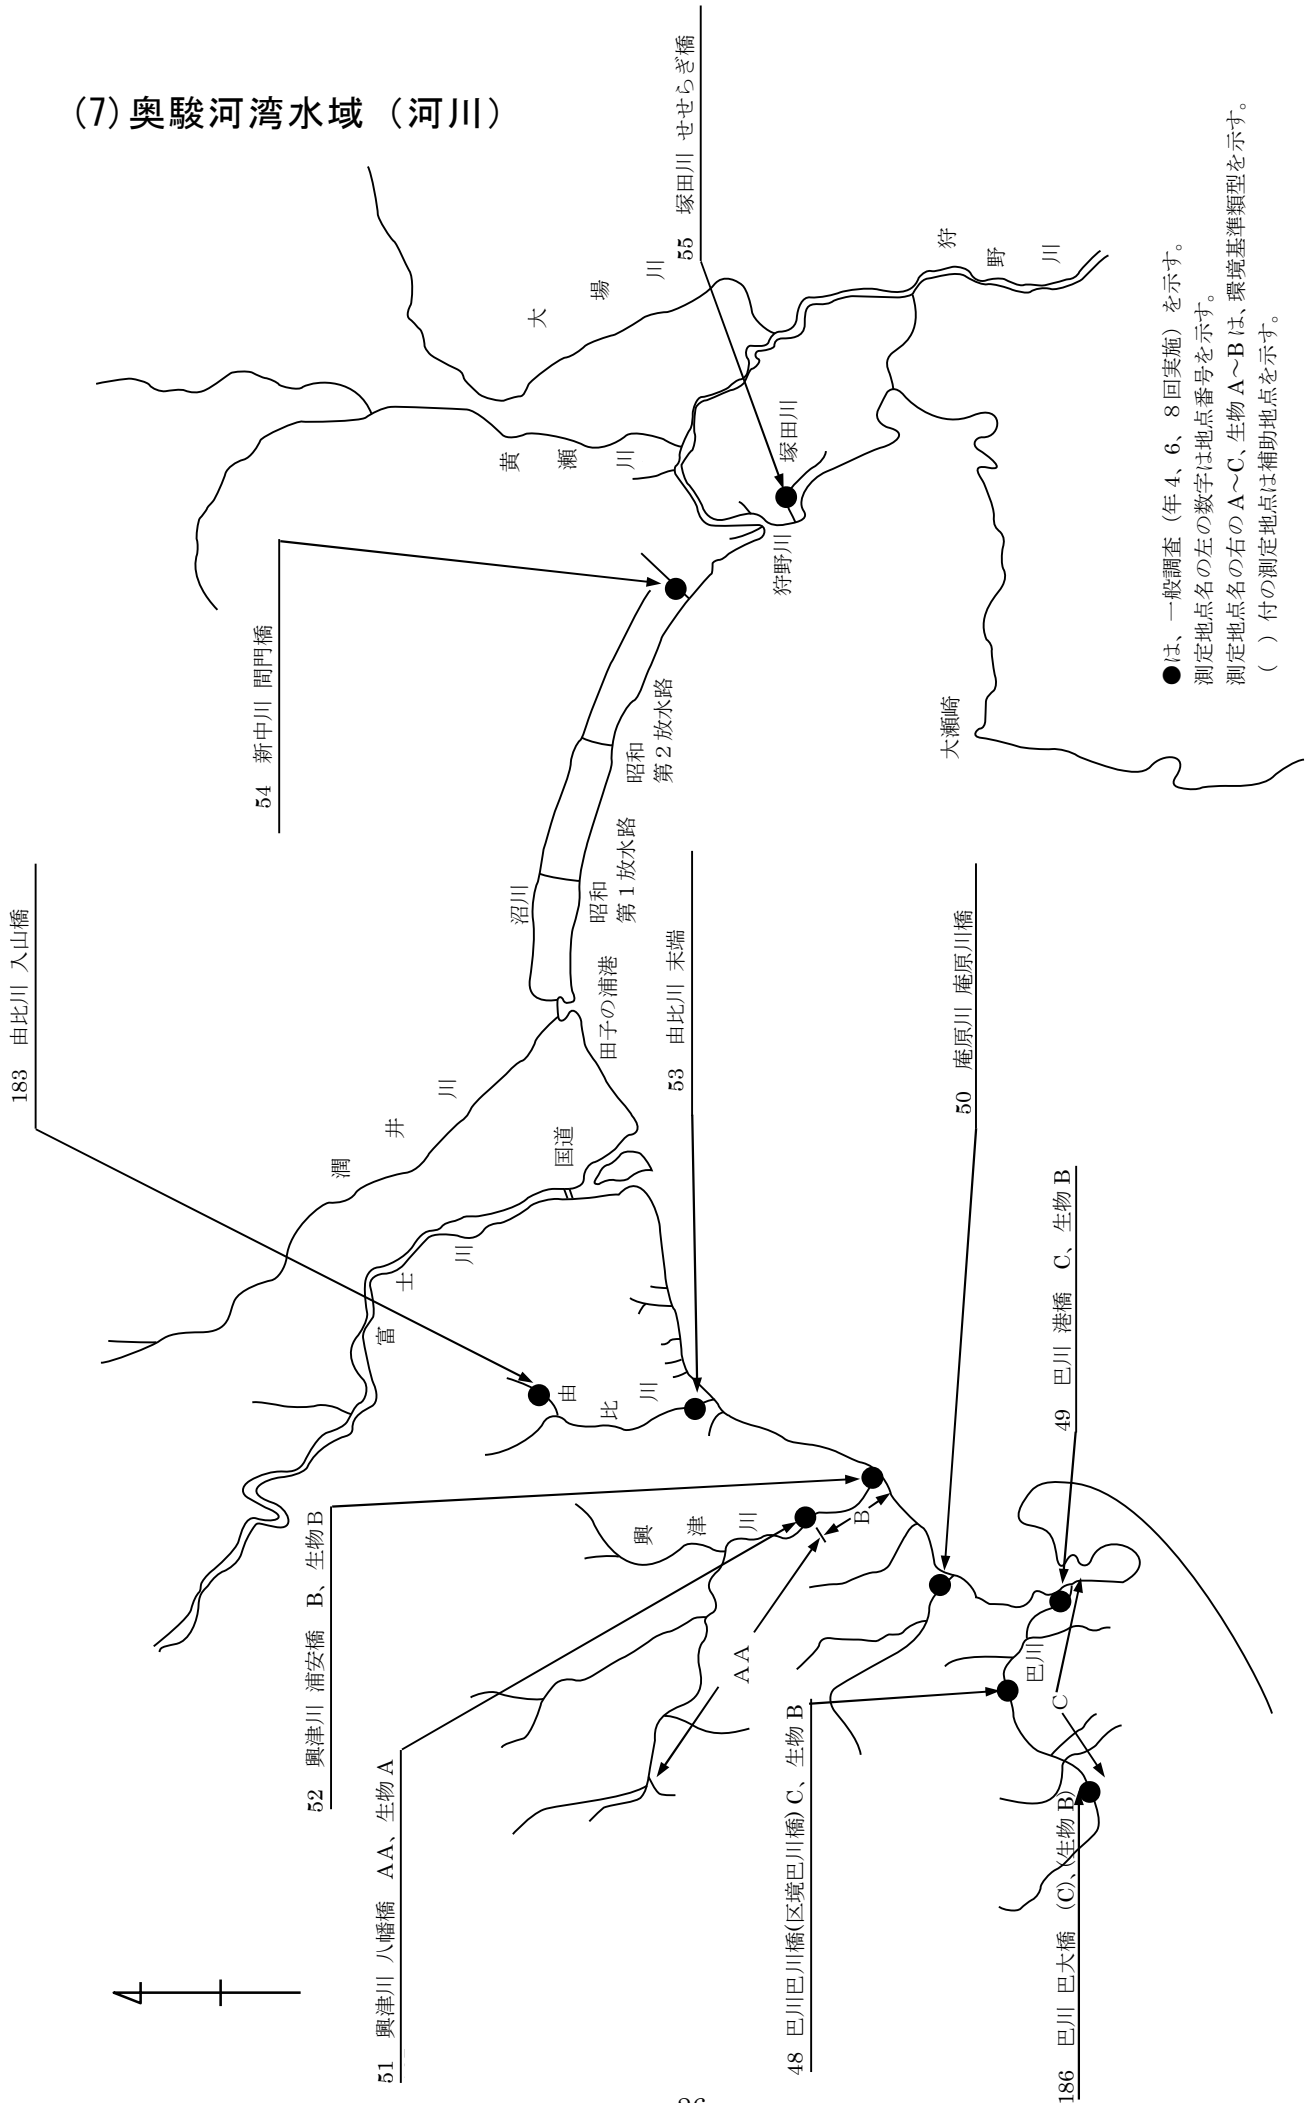 (7)奥駿河湾水域（河川）
55 塚田川 せせらぎ橋
54 新中川 間門橋
183 由比川 入山橋
53 由比川 末端
50 庵原川 庵原川橋
49 巴川 港橋 C、生物B
52 興津川 浦安橋 B、生物B
51 興津川 八幡橋 AA、生物A
48 巴川巴川橋(区境巴川橋)C、生物B
186 巴川 巴大橋 (C)、(生物B)
大場川
狩野川
黄瀬川
塚田川
狩野川
大瀬崎
昭和
第2放水路
昭和
第1放水路
沼川
田子の浦港
潤井川
国道
富士川
由比川
興津川
B
AA
巴川
C
●は、一般調査（年4、6、8回実施）を示す。
測定地点名の左の数字は地点番号を示す。
測定地点名の右のA～C、生物A～Bは、環境基準類型を示す。
（ ）付の測定地点は補助地点を示す。